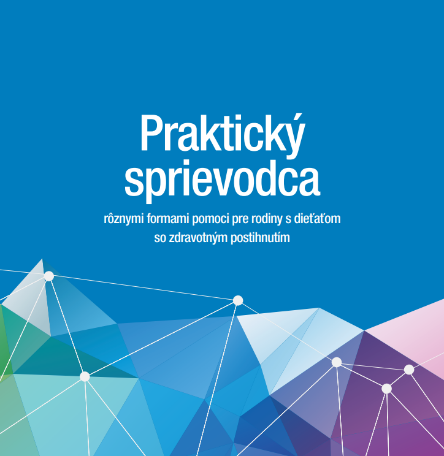 Praktický
sprievodca
rôznymi formami pomoci pre rodiny s dieťaťom
so zdravotným postihnutím